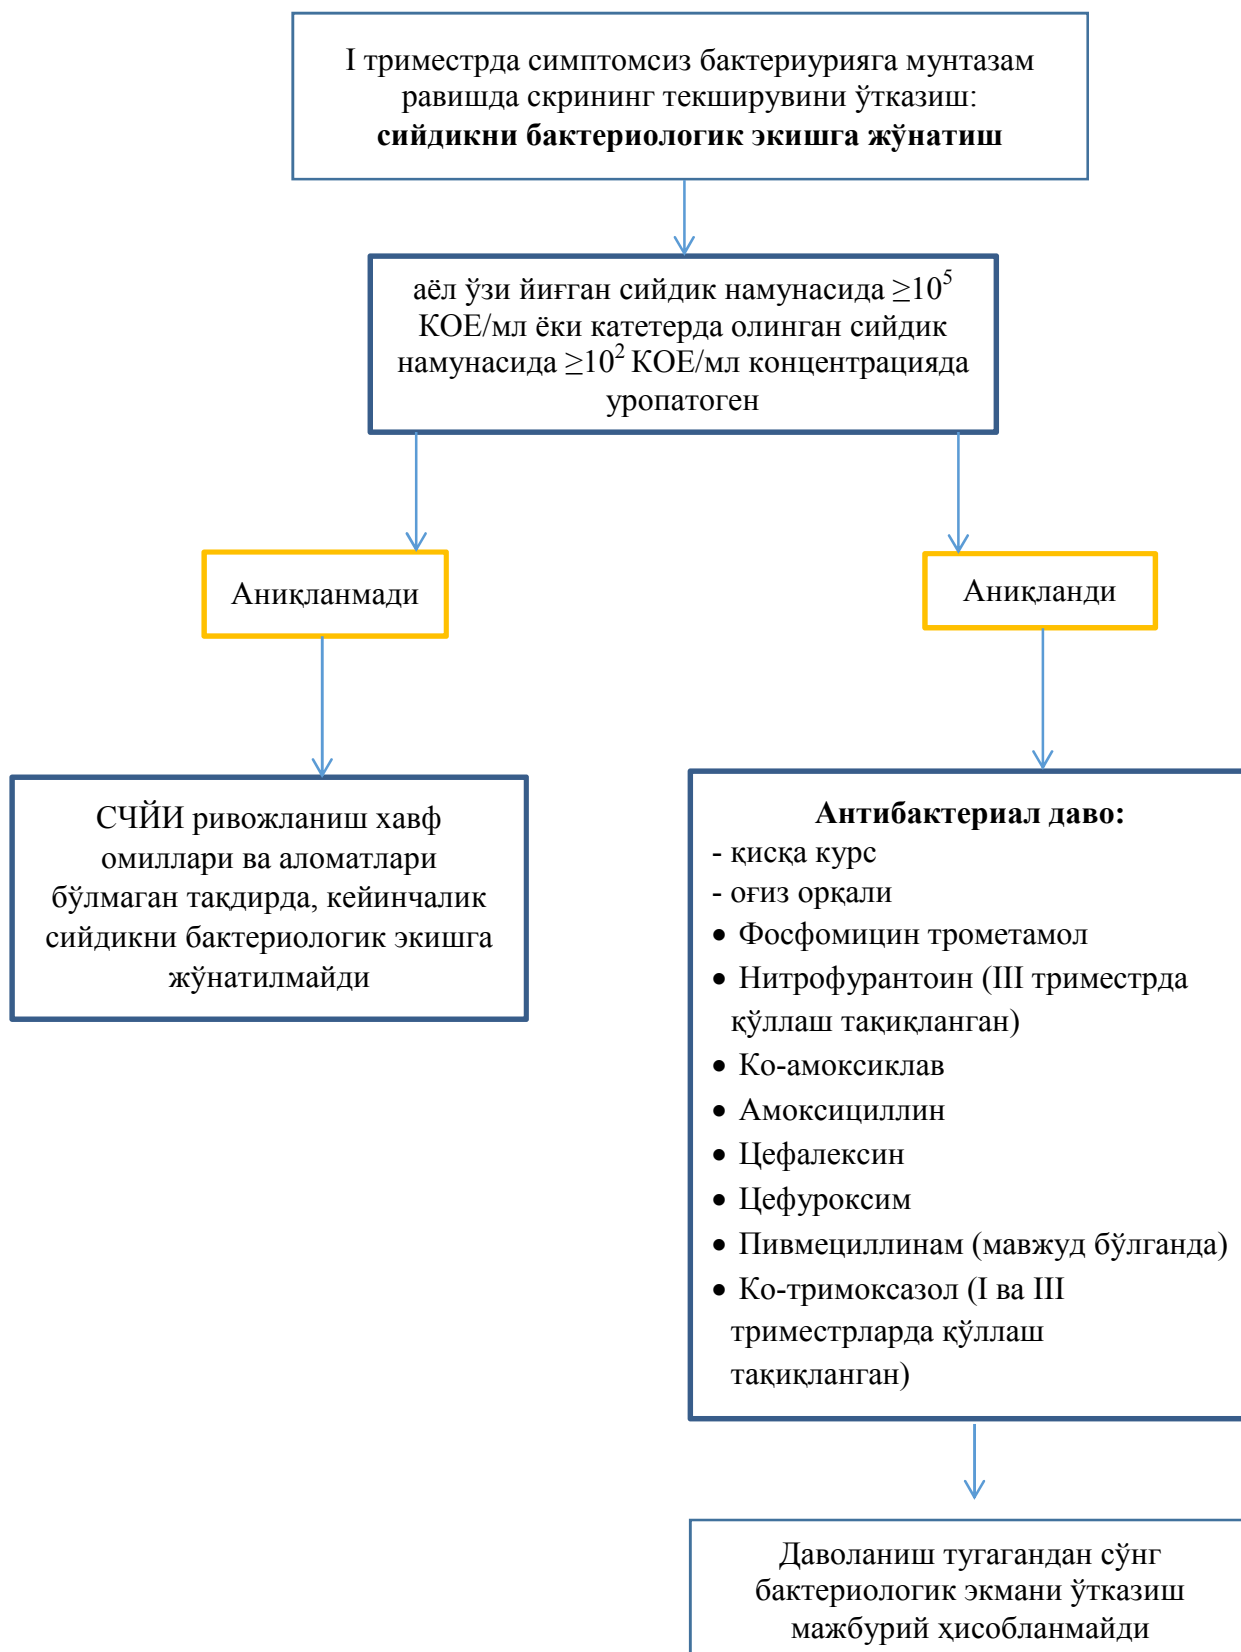 I триместрда симптомсиз бактериурияга мунтазам
равишда скрининг текширувини ўтказиш:
сийдикни бактериологик экишга жўнатиш
аёл ўзи йиғган сийдик намунасида ≥10⁵
КОЕ/мл ёки катетерда олинган сийдик
намунасида ≥10² КОЕ/мл концентрацияда
уропатоген
Аниқланмади
Аниқланди
СЧЙИ ривожланиш хавф
омиллари ва аломатлари
бўлмаган тақдирда, кейинчалик
сийдикни бактериологик экишга
жўнатилмайди
Антибактериал даво:
- қисқа курс
- оғиз орқали
• Фосфомицин трометамол
• Нитрофурантоин (III триместрда
қўллаш тақиқланган)
• Ко-амоксиклав
• Амоксициллин
• Цефалексин
• Цефуроксим
• Пивмециллинам (мавжуд бўлганда)
• Ко-тримоксазол (I ва III
триместрларда қўллаш
тақиқланган)
Даволаниш тугагандан сўнг
бактериологик экмани ўтказиш
мажбурий ҳисобланмайди